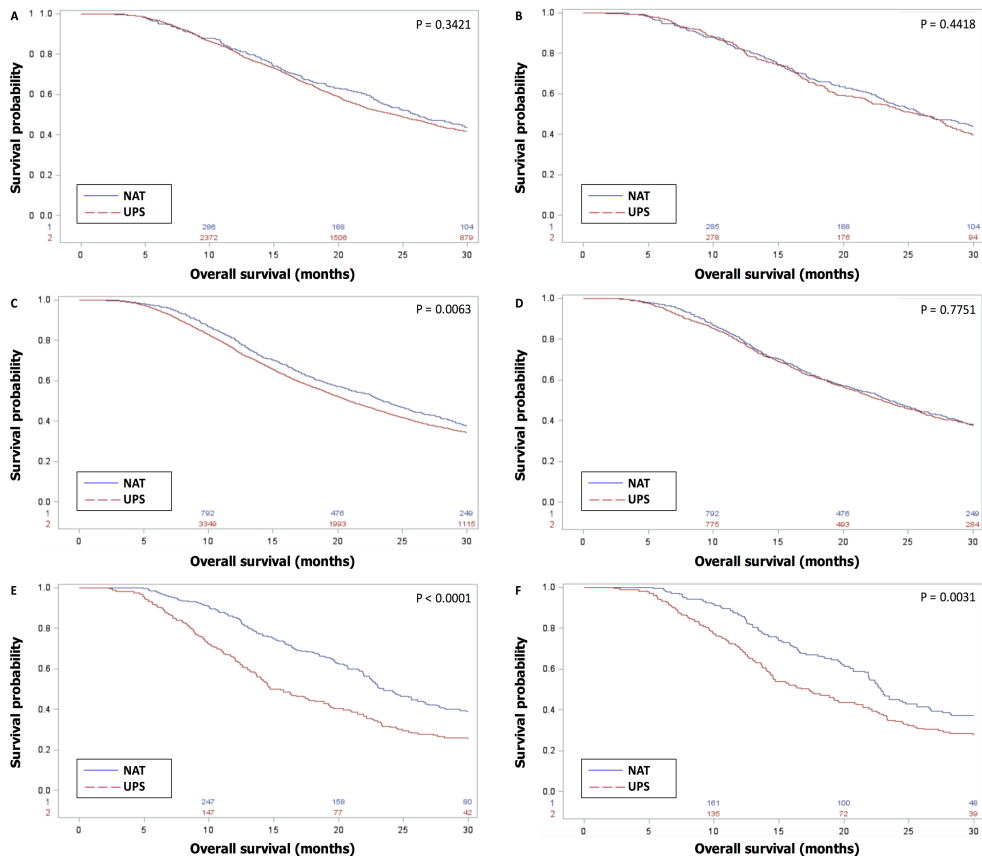 A
P = 0.3421
1 1.0
0 0.8
0 0.6
0 0.4
0 0.2
0 0.0
Survival probability
NAT
UPS
1 286 188 104
2 2372 1506 879
0 5 10 15 20 25 30
Overall survival (months)
B
P = 0.4418
1.0
0.8
0.6
0.4
0.2
0.0
Survival probability
NAT
UPS
1 285 188 104
2 278 176 94
0 5 10 15 20 25 30
Overall survival (months)
C
P = 0.0063
1.0
0.8
0.6
0.4
0.2
0.0
Survival probability
NAT
UPS
1 792 476 249
2 3349 1993 1115
0 5 10 15 20 25 30
Overall survival (months)
D
P = 0.7751
1.0
0.8
0.6
0.4
0.2
0.0
Survival probability
NAT
UPS
1 792 476 249
2 775 493 284
0 5 10 15 20 25 30
Overall survival (months)
E
P < 0.0001
1.0
0.8
0.6
0.4
0.2
0.0
Survival probability
NAT
UPS
1 247 158 80
2 147 77 42
0 5 10 15 20 25 30
Overall survival (months)
F
P = 0.0031
1.0
0.8
0.6
0.4
0.2
0.0
Survival probability
NAT
UPS
1 161 100 48
2 135 72 39
0 5 10 15 20 25 30
Overall survival (months)